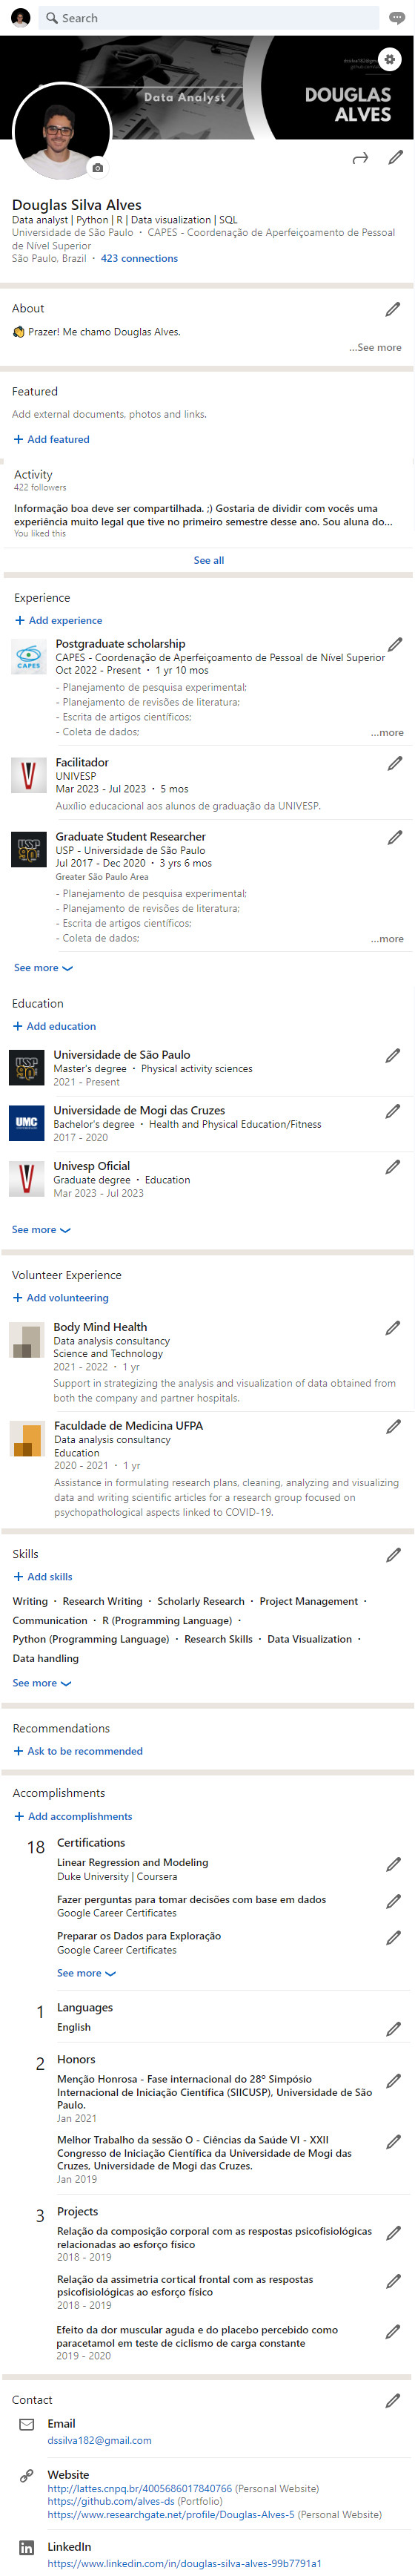 Search
Data Analyst
DOUGLAS
ALVES
Douglas Silva Alves
Data analyst | Python | R | Data visualization | SQL
Universidade de São Paulo · CAPES - Coordenação de Aperfeiçoamento de Pessoal
de Nível Superior
São Paulo, Brazil · 423 connections
About
👏 Prazer! Me chamo Douglas Alves.
...See more
Featured
Add external documents, photos and links.
+ Add featured
Activity
422 followers
Informação boa deve ser compartilhada. ;) Gostaria de dividir com vocês uma
experiência muito legal que tive no primeiro semestre desse ano. Sou aluna do...
You liked this
See all
Experience
+ Add experience
CAPES
Postgraduate scholarship
CAPES - Coordenação de Aperfeiçoamento de Pessoal de Nível Superior
Oct 2022 - Present · 1 yr 10 mos
- Planejamento de pesquisa experimental;
- Planejamento de revisões de literatura;
- Escrita de artigos científicos;
- Coleta de dados;
...more
Facilitador
UNIVESP
Mar 2023 - Jul 2023 · 5 mos
Auxílio educacional aos alunos de graduação da UNIVESP.
USP
90
Graduate Student Researcher
USP - Universidade de São Paulo
Jul 2017 - Dec 2020 · 3 yrs 6 mos
Greater São Paulo Area
- Planejamento de pesquisa experimental;
- Planejamento de revisões de literatura;
- Escrita de artigos científicos;
- Coleta de dados;
...more
See more
Education
+ Add education
USP
90
Universidade de São Paulo
Master's degree · Physical activity sciences
2021 - Present
UMC
Universidade de Mogi das Cruzes
Bachelor's degree · Health and Physical Education/Fitness
2017 - 2020
Univesp Oficial
Graduate degree · Education
Mar 2023 - Jul 2023
See more
Volunteer Experience
+ Add volunteering
Body Mind Health
Data analysis consultancy
Science and Technology
2021 - 2022 · 1 yr
Support in strategizing the analysis and visualization of data obtained from
both the company and partner hospitals.
Faculdade de Medicina UFPA
Data analysis consultancy
Education
2020 - 2021 · 1 yr
Assistance in formulating research plans, cleaning, analyzing and visualizing
data and writing scientific articles for a research group focused on
psychopathological aspects linked to COVID-19.
Skills
+ Add skills
Writing · Research Writing · Scholarly Research · Project Management ·
Communication · R (Programming Language) ·
Python (Programming Language) · Research Skills · Data Visualization ·
Data handling
See more
Recommendations
+ Ask to be recommended
Accomplishments
+ Add accomplishments
18 Certifications
Linear Regression and Modeling
Duke University | Coursera
Fazer perguntas para tomar decisões com base em dados
Google Career Certificates
Preparar os Dados para Exploração
Google Career Certificates
See more
1 Languages
English
2 Honors
Menção Honrosa - Fase internacional do 28º Simpósio
Internacional de Iniciação Científica (SIICUSP), Universidade de São
Paulo.
Jan 2021
Melhor Trabalho da sessão O - Ciências da Saúde VI - XXII
Congresso de Iniciação Científica da Universidade de Mogi das
Cruzes, Universidade de Mogi das Cruzes.
Jan 2019
3 Projects
Relação da composição corporal com as respostas psicofisiológicas
relacionadas ao esforço físico
2018 - 2019
Relação da assimetria cortical frontal com as respostas
psicofisiológicas ao esforço físico
2018 - 2019
Efeito da dor muscular aguda e do placebo percebido como
paracetamol em teste de ciclismo de carga constante
2019 - 2020
Contact
Email
dssilva182@gmail.com
Website
http://lattes.cnpq.br/4005686017840766 (Personal Website)
https://github.com/alves-ds (Portfolio)
https://www.researchgate.net/profile/Douglas-Alves-5 (Personal Website)
LinkedIn
https://www.linkedin.com/in/douglas-silva-alves-99b7791a1